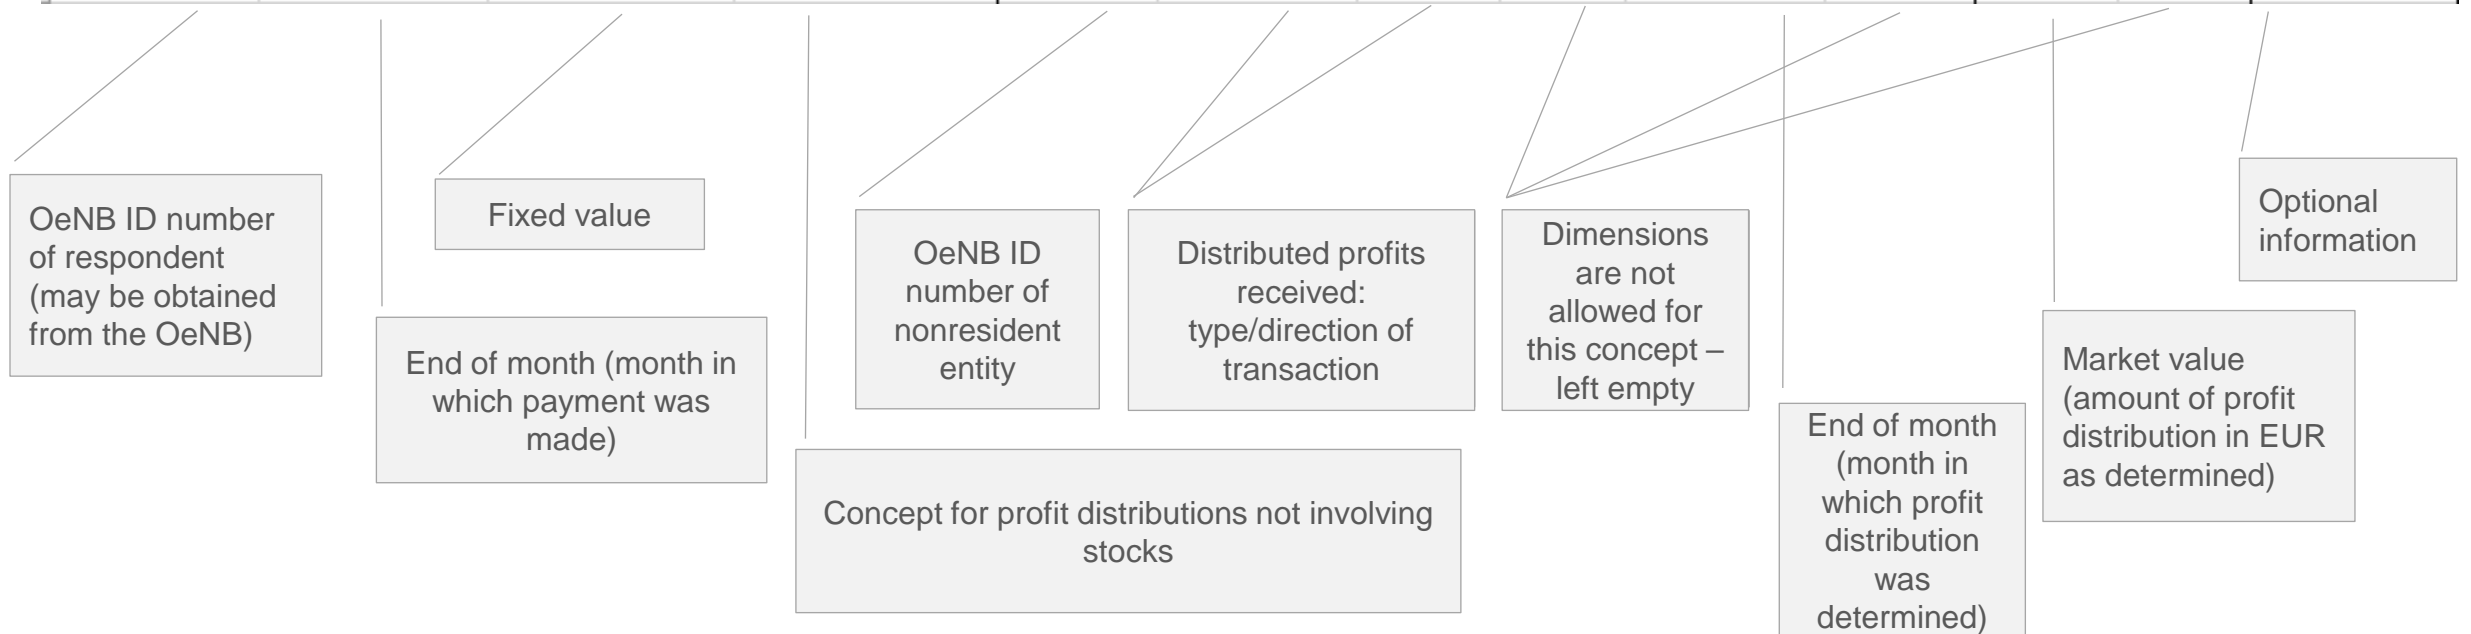 OeNB ID number
of respondent
(may be obtained
from the OeNB)
End of month (month in
which payment was
made)
Fixed value
Concept for profit distributions not involving
stocks
OeNB ID
number of
nonresident
entity
Distributed profits
received:
type/direction of
transaction
Dimensions
are not
allowed for
this concept –
left empty
End of month
(month in
which profit
distribution
was
determined)
Market value
(amount of profit
distribution in EUR
as determined)
Optional
information